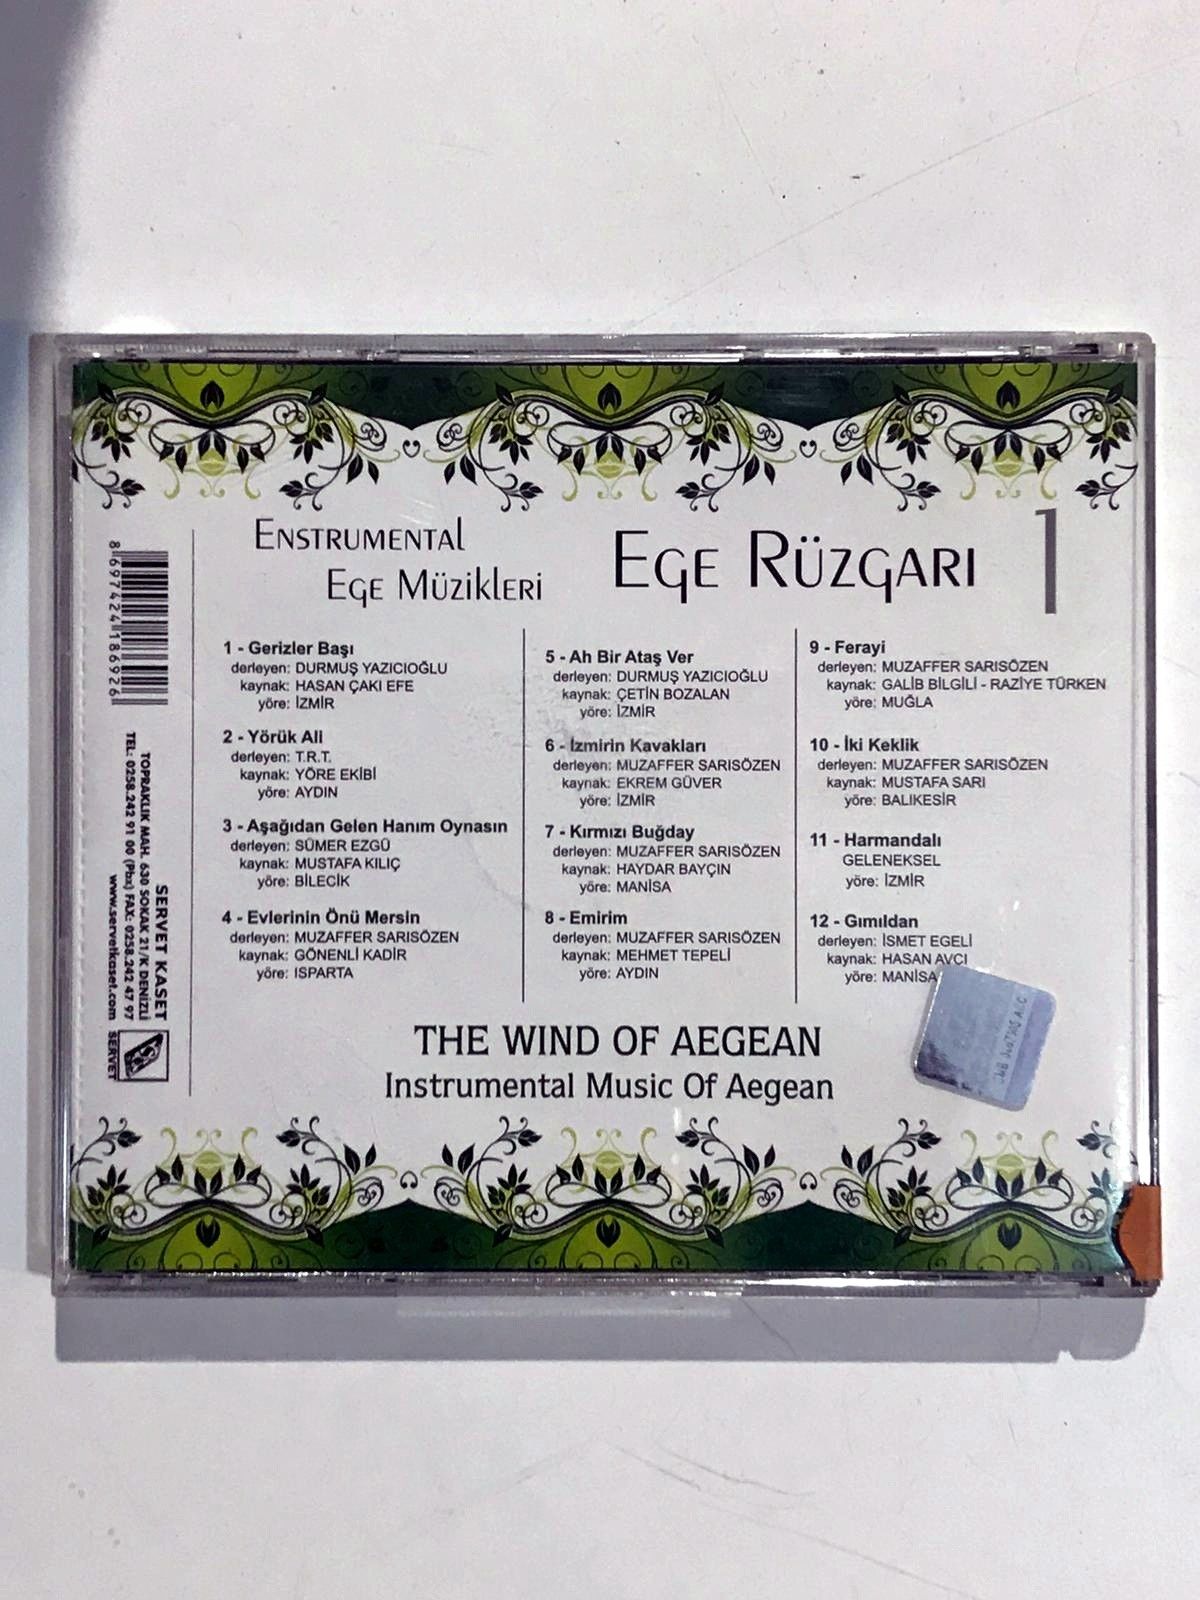 ENSTRUMENTAL
EGE MÜZİKLERİ
EGE RÜZGARI 1
1 - Gerizler Başı
derleyen: DURMUŞ YAZICIOĞLU
kaynak: HASAN ÇAKI EFE
yöre: İZMİR
2 - Yörük Ali
derleyen: T.R.T.
kaynak: YÖRE EKİBİ
yöre: AYDIN
3 - Aşağıdan Gelen Hanım Oynasın
derleyen: SÜMER EZGÜ
kaynak: MUSTAFA KILIÇ
yöre: BİLECİK
4 - Evlerinin Önü Mersin
derleyen: MUZAFFER SARISÖZEN
kaynak: GÖNENLİ KADİR
yöre: ISPARTA
5 - Ah Bir Ataş Ver
derleyen: DURMUŞ YAZICIOĞLU
kaynak: ÇETİN BOZALAN
yöre: İZMİR
6 - İzmirin Kavakları
derleyen: MUZAFFER SARISÖZEN
kaynak: EKREM GÜVER
yöre: İZMİR
7 - Kırmızı Buğday
derleyen: MUZAFFER SARISÖZEN
kaynak: HAYDAR BAYÇIN
yöre: MANİSA
8 - Emirim
derleyen: MUZAFFER SARISÖZEN
kaynak: MEHMET TEPELİ
yöre: AYDIN
9 - Ferayi
derleyen: MUZAFFER SARISÖZEN
kaynak: GALİB BİLGİLİ - RAZİYE TÜRKEN
yöre: MUĞLA
10 - İki Keklik
derleyen: MUZAFFER SARISÖZEN
kaynak: MUSTAFA SARI
yöre: BALIKESİR
11 - Harmandalı
GELENEKSEL
yöre: İZMİR
12 - Gımıldan
derleyen: İSMET EGELİ
kaynak: HASAN AVCI
yöre: MANİSA
THE WIND OF AEGEAN
Instrumental Music Of Aegean
8 697424 186926
SERVET KASET
TOPRAKLIK MAH. 630 SOKAK 21/K DENİZLİ
TEL: 0258.242 91 00 (Pbx) FAX: 0258.242 47 97
www.servetkaset.com
SERVET